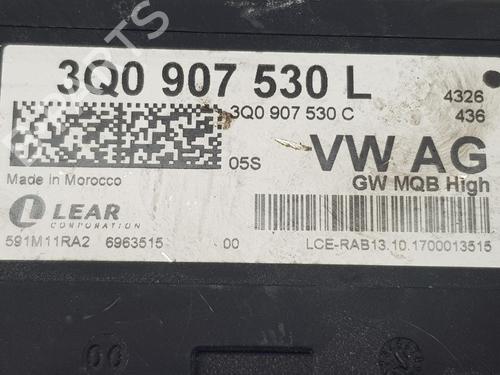 3Q0 907 530 L
4326
3Q0 907 530 C
436
05S
VW AG
Made in Morocco
GW MQB High
LEAR
CORPORATION
591M11RA2 6963515 00
LCE-RAB13.10.1700013515
00